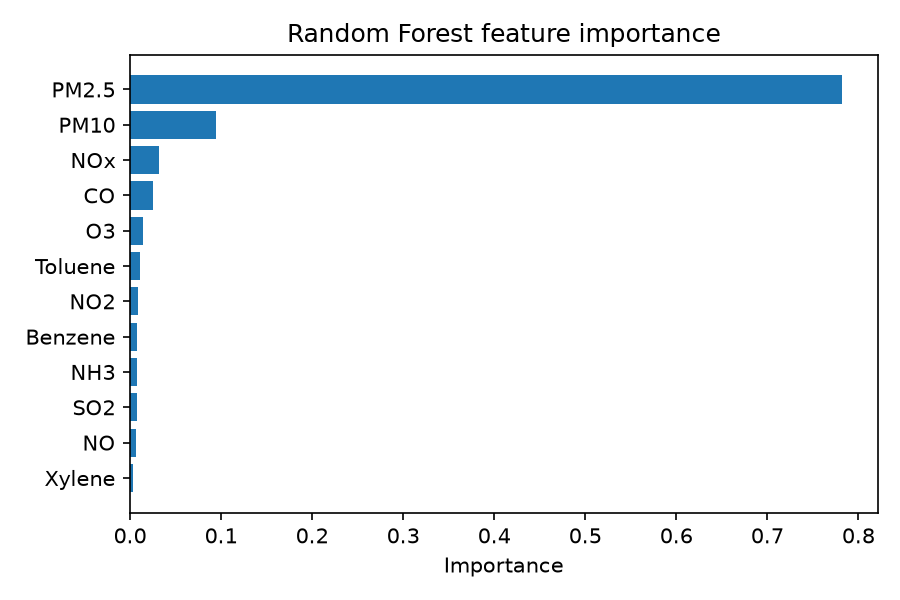 Random Forest feature importance
PM2.5
PM10
NOx
CO
O3
Toluene
NO2
Benzene
NH3
SO2
NO
Xylene
0.0 0.1 0.2 0.3 0.4 0.5 0.6 0.7 0.8
Importance